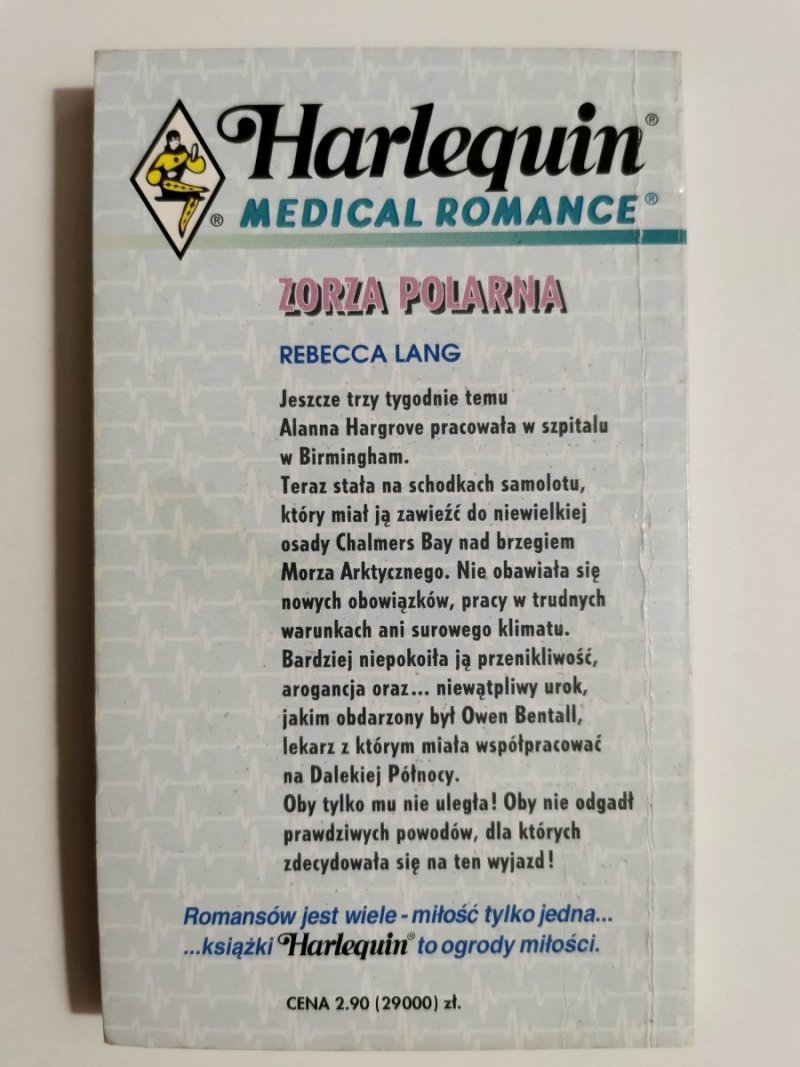 Harlequin®
® MEDICAL ROMANCE®
ZORZA POLARNA
REBECCA LANG
Jeszcze trzy tygodnie temu
Alanna Hargrove pracowała w szpitalu
w Birmingham.
Teraz stała na schodkach samolotu,
który miał ją zawieźć do niewielkiej
osady Chalmers Bay nad brzegiem
Morza Arktycznego. Nie obawiała się
nowych obowiązków, pracy w trudnych
warunkach ani surowego klimatu.
Bardziej niepokoiła ją przenikliwość,
arogancja oraz... niewątpliwy urok,
jakim obdarzony był Owen Bentall,
lekarz z którym miała współpracować
na Dalekiej Północy.
Oby tylko mu nie uległa! Oby nie odgadł
prawdziwych powodów, dla których
zdecydowała się na ten wyjazd!
Romansów jest wiele - miłość tylko jedna...
...książki Harlequin® to ogrody miłości.
CENA 2.90 (29000) zł.